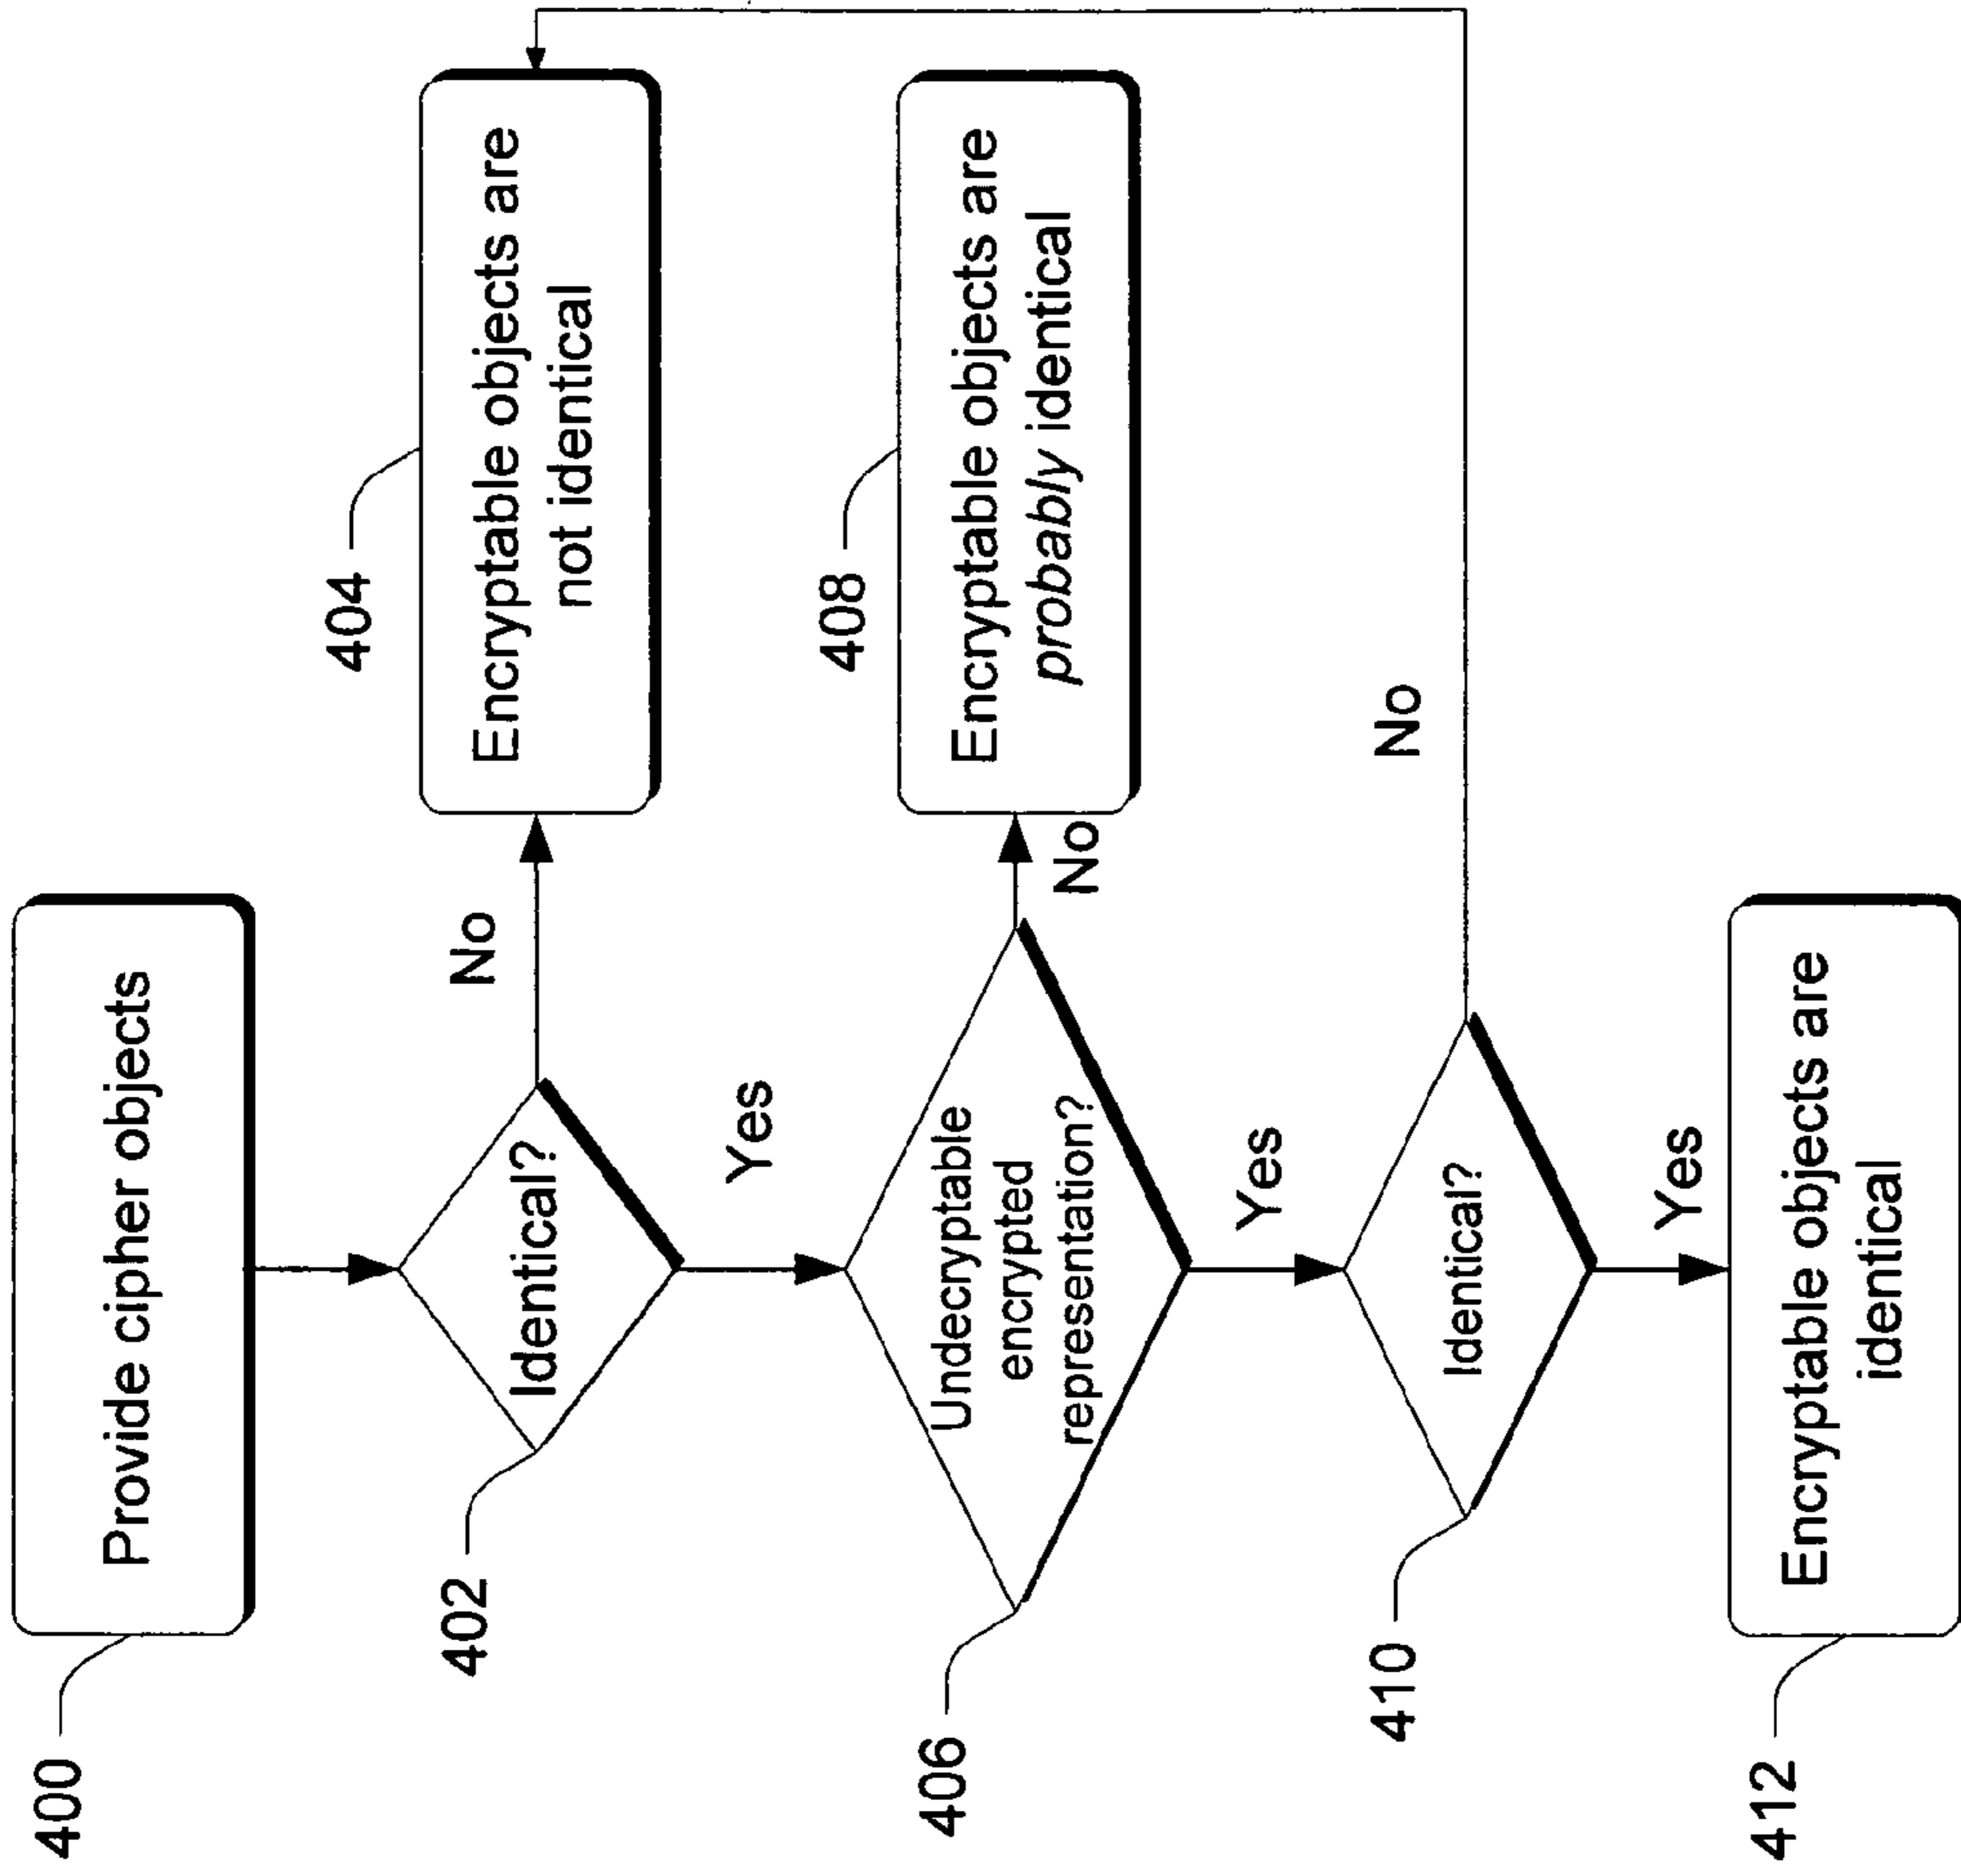 400
Provide cipher objects
402
Identical?
No
404
Encryptable objects are
not identical
Yes
406
Undecryptable
encrypted
representation?
No
408
Encryptable objects are
probably identical
Yes
410
Identical?
No
Yes
412
Encryptable objects are
identical